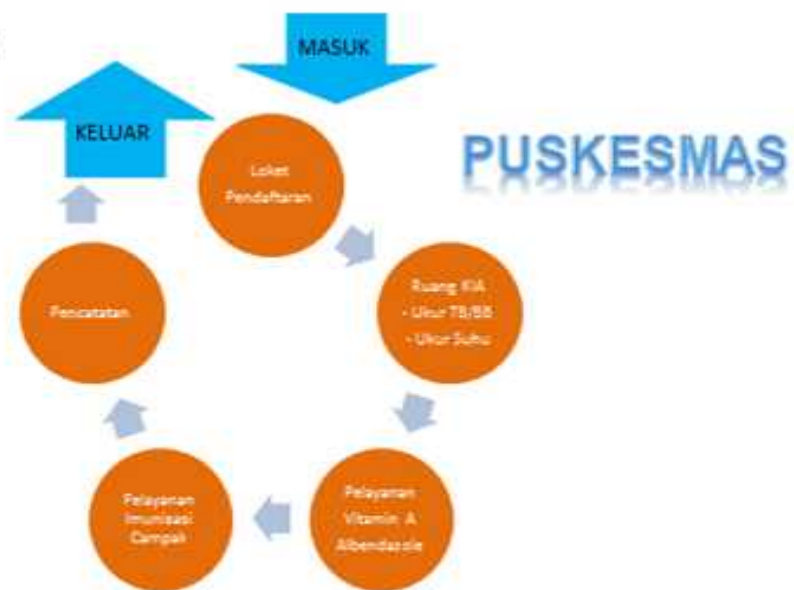 MASUK
KELUAR
PUSKESMAS
Loket
Pendaftaran
Ruang KIA
- Ukur TB/BB
- Ukur Suhu
Pelayanan
Vitamin A
Albendazole
Pelayanan
Imunisasi
Campak
Pencatatan